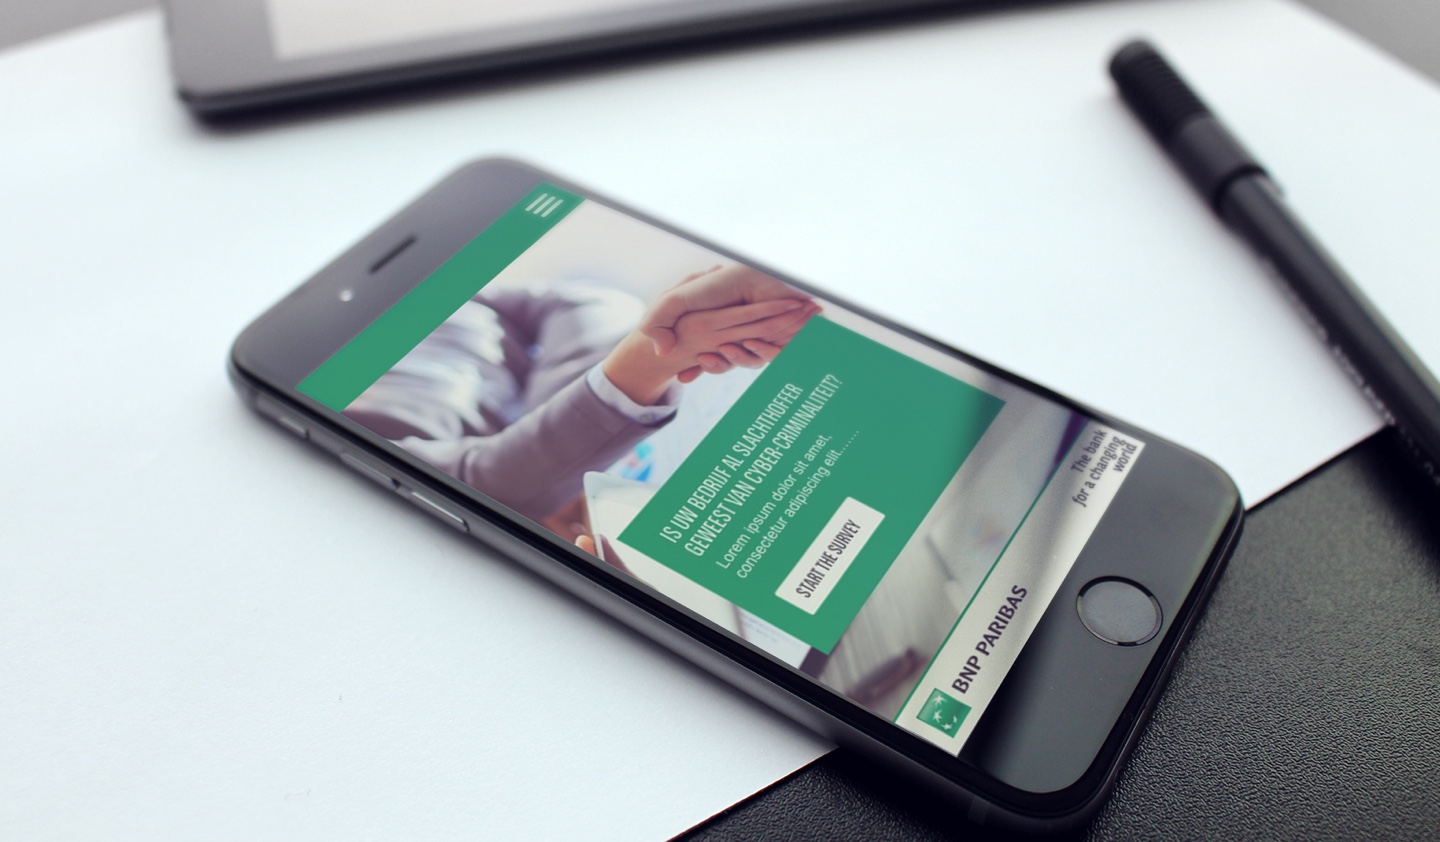 IS UW BEDRIJF AL SLACHTHOFFER
GEWEEST VAN CYBER-CRIMINALITEIT?
Lorem ipsum dolor sit amet,
consectetur adipiscing elit.......
START THE SURVEY
BNP PARIBAS
The bank
for a changing
world